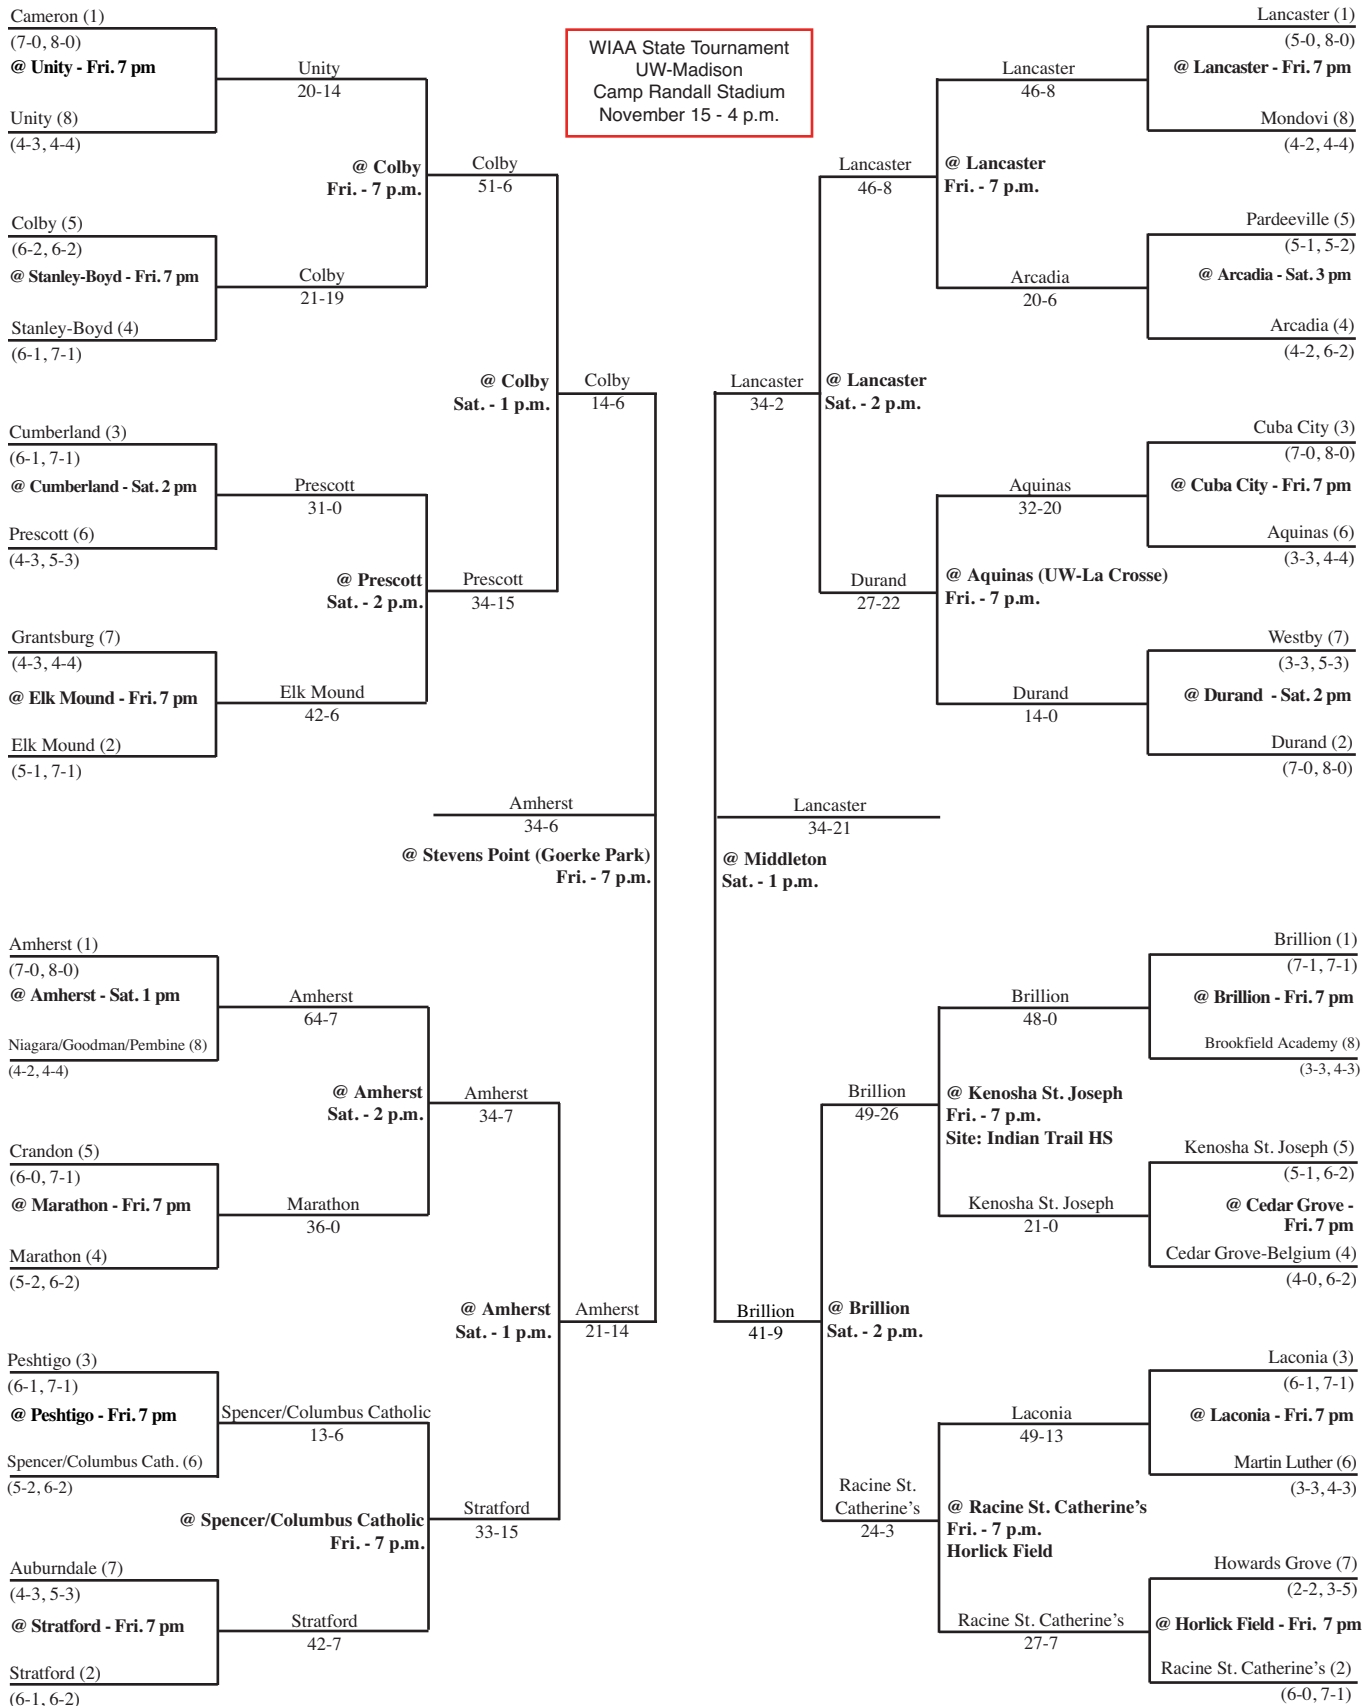 WIAA State Tournament
UW-Madison
Camp Randall Stadium
November 15 - 4 p.m.
Cameron (1)
(7-0, 8-0)
@ Unity - Fri. 7 pm
Unity (8)
(4-3, 4-4)
Unity
20-14
Colby (5)
(6-2, 6-2)
@ Stanley-Boyd - Fri. 7 pm
Stanley-Boyd (4)
(6-1, 7-1)
Colby
21-19
@ Colby
Fri. - 7 p.m.
Colby
51-6
Cumberland (3)
(6-1, 7-1)
@ Cumberland - Sat. 2 pm
Prescott (6)
(4-3, 5-3)
Prescott
31-0
Grantsburg (7)
(4-3, 4-4)
@ Elk Mound - Fri. 7 pm
Elk Mound (2)
(5-1, 7-1)
Elk Mound
42-6
@ Prescott
Sat. - 2 p.m.
Prescott
34-15
@ Colby
Sat. - 1 p.m.
Colby
14-6
Amherst
34-6
@ Stevens Point (Goerke Park)
Fri. - 7 p.m.
Amherst (1)
(7-0, 8-0)
@ Amherst - Sat. 1 pm
Niagara/Goodman/Pembine (8)
(4-2, 4-4)
Amherst
64-7
Crandon (5)
(6-0, 7-1)
@ Marathon - Fri. 7 pm
Marathon (4)
(5-2, 6-2)
Marathon
36-0
@ Amherst
Sat. - 2 p.m.
Amherst
34-7
Peshtigo (3)
(6-1, 7-1)
@ Peshtigo - Fri. 7 pm
Spencer/Columbus Cath. (6)
(5-2, 6-2)
Spencer/Columbus Catholic
13-6
Auburndale (7)
(4-3, 5-3)
@ Stratford - Fri. 7 pm
Stratford (2)
(6-1, 6-2)
Stratford
42-7
@ Spencer/Columbus Catholic
Fri. - 7 p.m.
Stratford
33-15
@ Amherst
Sat. - 1 p.m.
Amherst
21-14
Lancaster (1)
(5-0, 8-0)
@ Lancaster - Fri. 7 pm
Mondovi (8)
(4-2, 4-4)
Lancaster
46-8
Pardeeville (5)
(5-1, 5-2)
@ Arcadia - Sat. 3 pm
Arcadia (4)
(4-2, 6-2)
Arcadia
20-6
@ Lancaster
Fri. - 7 p.m.
Lancaster
46-8
Cuba City (3)
(7-0, 8-0)
@ Cuba City - Fri. 7 pm
Aquinas (6)
(3-3, 4-4)
Aquinas
32-20
Westby (7)
(3-3, 5-3)
@ Durand - Sat. 2 pm
Durand (2)
(7-0, 8-0)
Durand
14-0
@ Aquinas (UW-La Crosse)
Fri. - 7 p.m.
Durand
27-22
@ Lancaster
Sat. - 2 p.m.
Lancaster
34-2
Lancaster
34-21
@ Middleton
Sat. - 1 p.m.
Brillion (1)
(7-1, 7-1)
@ Brillion - Fri. 7 pm
Brookfield Academy (8)
(3-3, 4-3)
Brillion
48-0
Kenosha St. Joseph (5)
(5-1, 6-2)
@ Cedar Grove -
Fri. 7 pm
Cedar Grove-Belgium (4)
(4-0, 6-2)
Kenosha St. Joseph
21-0
@ Kenosha St. Joseph
Fri. - 7 p.m.
Site: Indian Trail HS
Brillion
49-26
Laconia (3)
(6-1, 7-1)
@ Laconia - Fri. 7 pm
Martin Luther (6)
(3-3, 4-3)
Laconia
49-13
Howards Grove (7)
(2-2, 3-5)
@ Horlick Field - Fri. 7 pm
Racine St. Catherine's (2)
(6-0, 7-1)
Racine St. Catherine's
27-7
@ Racine St. Catherine's
Fri. - 7 p.m.
Horlick Field
Racine St.
Catherine's
24-3
@ Brillion
Sat. - 2 p.m.
Brillion
41-9